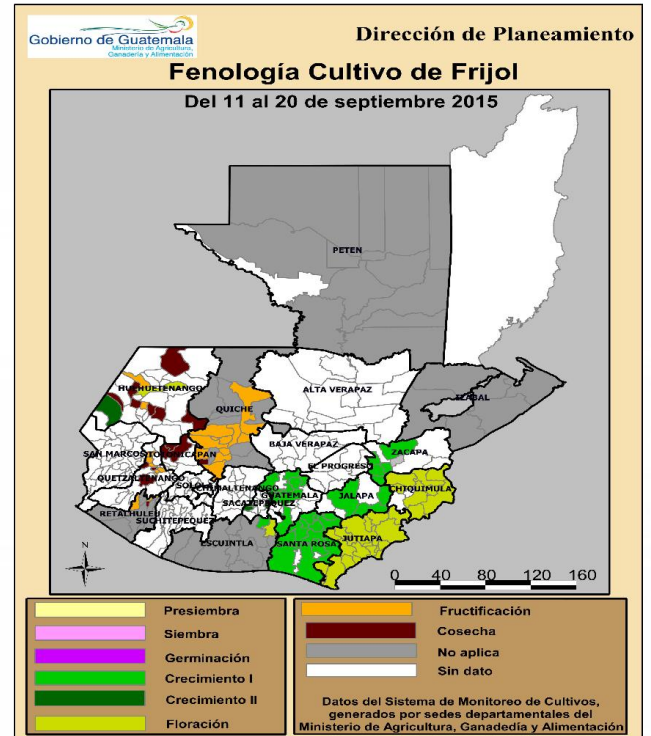 Gobierno de Guatemala
Ministerio de Agricultura,
Ganadería y Alimentación
Dirección de Planeamiento
Fenología Cultivo de Frijol
Del 11 al 20 de septiembre 2015
PETEN
HUEHUETENANGO
QUICHE
ALTA VERAPAZ
IZABAL
BAJA VERAPAZ
ZACAPA
SAN MARCOS
TOTONICAPAN
EL PROGRESO
QUETZALTENANGO
SOLOLA
CHIMALTENANGO
GUATEMALA
JALAPA
CHIQUIMULA
SACATEPEQUEZ
RETALHULEU
SUCHITEPEQUEZ
ESCUINTLA
SANTA ROSA
JUTIAPA
N
0 40 80 120 160
Presiembra
Siembra
Germinación
Crecimiento I
Crecimiento II
Floración
Fructificación
Cosecha
No aplica
Sin dato
Datos del Sistema de Monitoreo de Cultivos,
generados por sedes departamentales del
Ministerio de Agricultura, Ganadedía y Alimentación